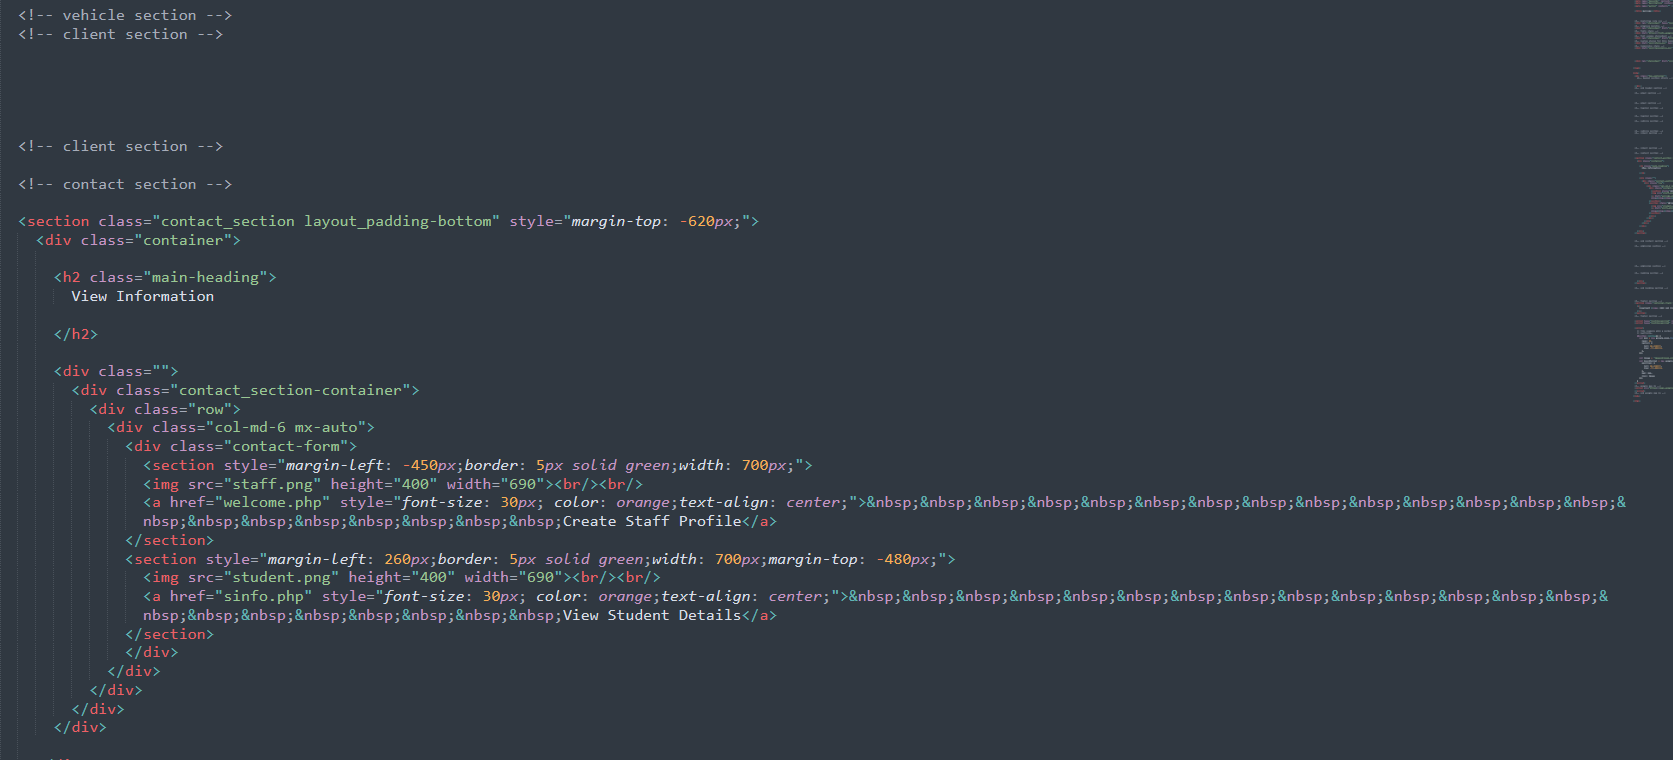 <!-- vehicle section -->
<!-- client section -->
<!-- client section -->
<!-- contact section -->
<section class="contact_section layout_padding-bottom" style="margin-top: -620px;">
<div class="container">
<h2 class="main-heading">
View Information
</h2>
<div class="">
<div class="contact_section-container">
<div class="row">
<div class="col-md-6 mx-auto">
<div class="contact-form">
<section style="margin-left: -450px;border: 5px solid green;width: 700px;">
<img src="staff.png" height="400" width="690"><br/><br/>
<a href="welcome.php" style="font-size: 30px; color: orange;text-align: center;">&nbsp;&nbsp;&nbsp;&nbsp;&nbsp;&nbsp;&nbsp;&nbsp;&nbsp;&nbsp;&nbsp;&nbsp;&nbsp;&nbsp;&
nbsp;&nbsp;&nbsp;&nbsp;&nbsp;&nbsp;&nbsp;&nbsp;Create Staff Profile</a>
</section>
<section style="margin-left: 260px;border: 5px solid green;width: 700px;margin-top: -480px;">
<img src="student.png" height="400" width="690"><br/><br/>
<a href="sinfo.php" style="font-size: 30px; color: orange;text-align: center;">&nbsp;&nbsp;&nbsp;&nbsp;&nbsp;&nbsp;&nbsp;&nbsp;&nbsp;&nbsp;&nbsp;&nbsp;&nbsp;&nbsp;&
nbsp;&nbsp;&nbsp;&nbsp;&nbsp;&nbsp;&nbsp;&nbsp;View Student Details</a>
</section>
</div>
</div>
</div>
</div>
</div>